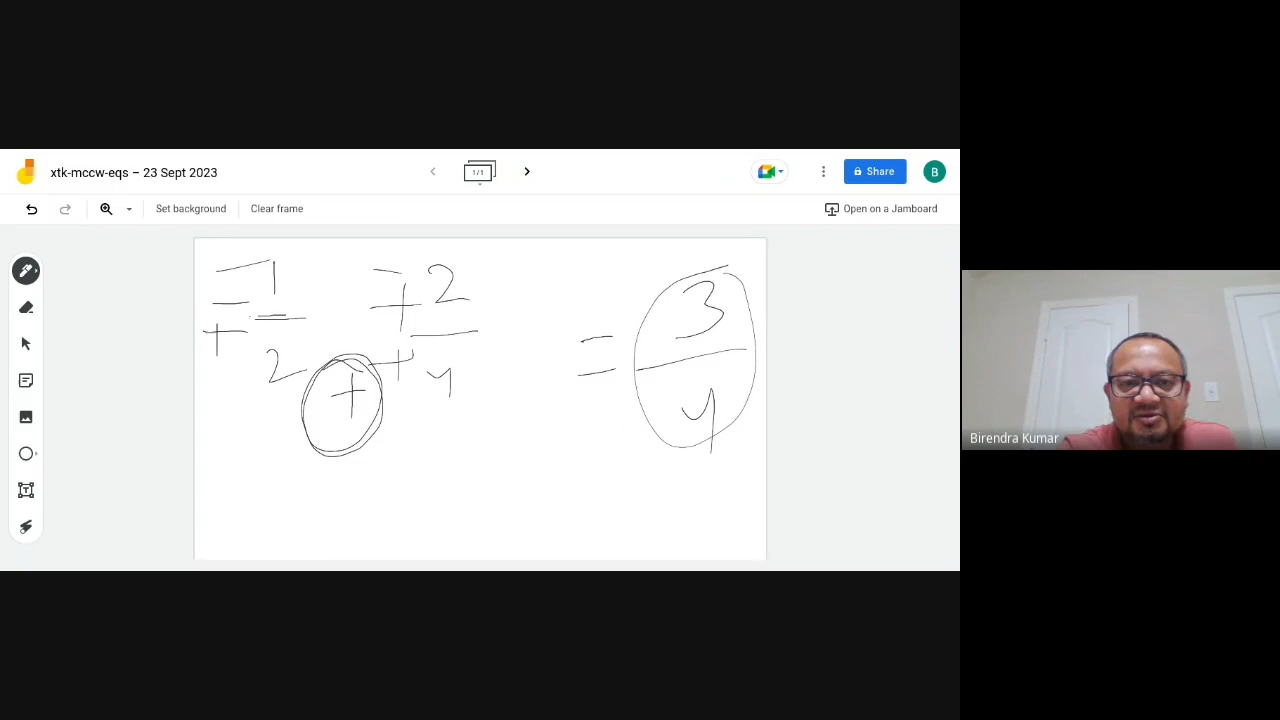 xtk-mccw-eqs – 23 Sept 2023
1/1
Share
B
Set background
Clear frame
Open on a Jamboard
1 + 2 = 3
2 + + 4 4
T
Birendra Kumar